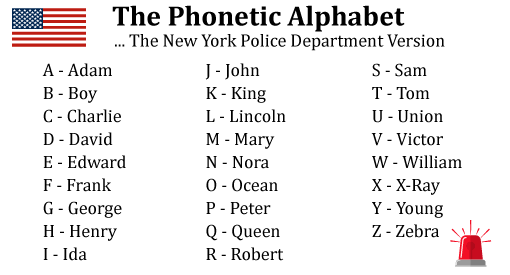 The Phonetic Alphabet
... The New York Police Department Version
A - Adam
B - Boy
C - Charlie
D - David
E - Edward
F - Frank
G - George
H - Henry
I - Ida
J - John
K - King
L - Lincoln
M - Mary
N - Nora
O - Ocean
P - Peter
Q - Queen
R - Robert
S - Sam
T - Tom
U - Union
V - Victor
W - William
X - X-Ray
Y - Young
Z - Zebra